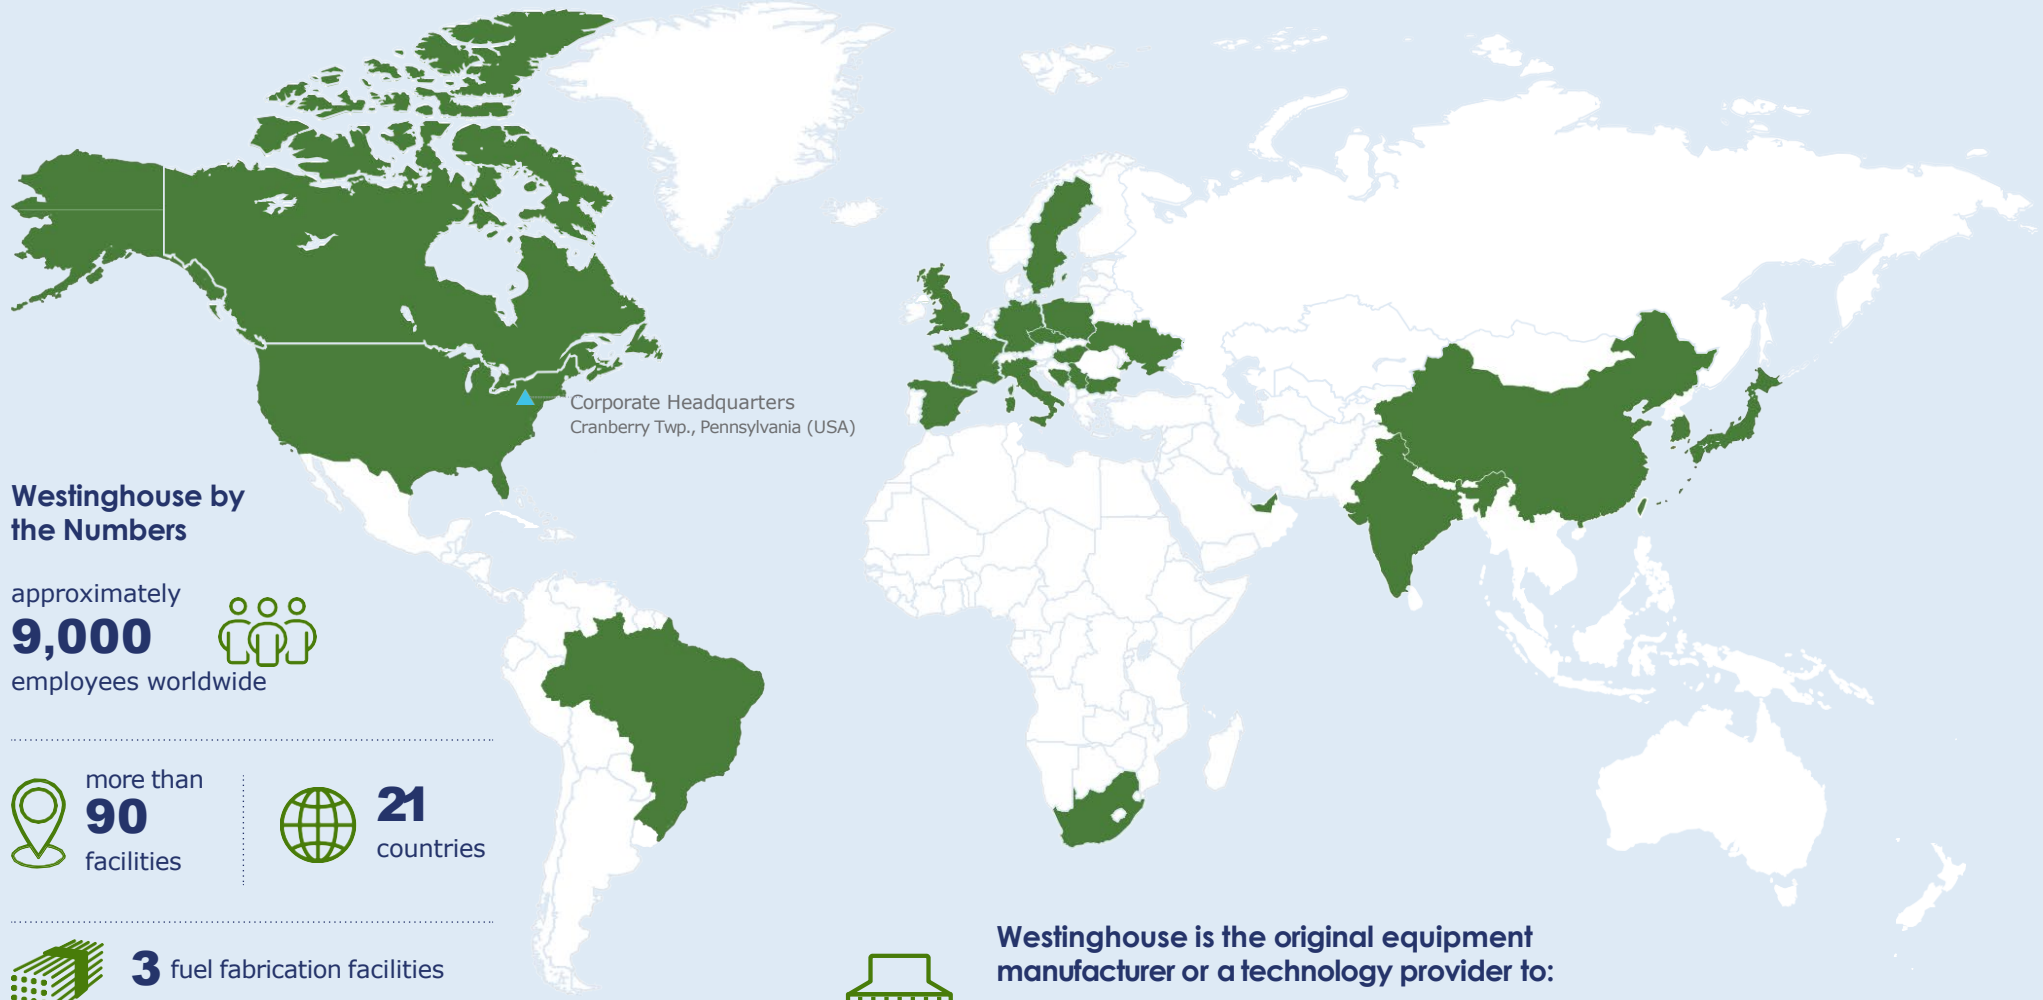 Corporate Headquarters
Cranberry Twp., Pennsylvania (USA)
Westinghouse by
the Numbers
approximately
9,000
employees worldwide
more than
90
facilities
21
countries
3 fuel fabrication facilities
Westinghouse is the original equipment
manufacturer or a technology provider to: